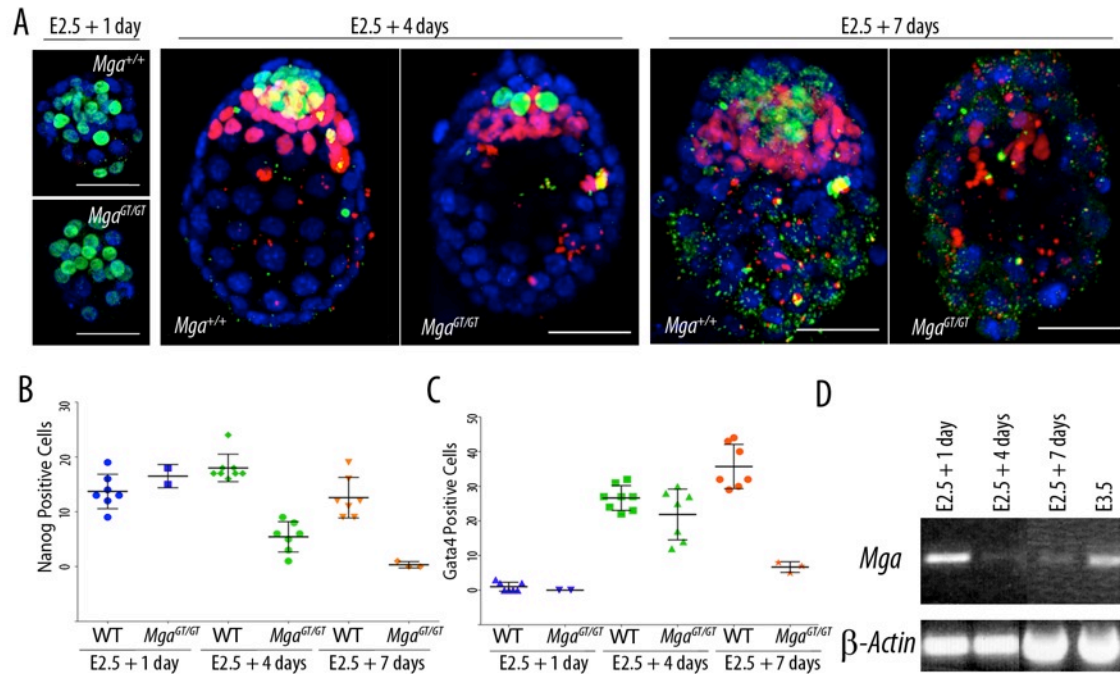 A
E2.5 + 1 day
E2.5 + 4 days
E2.5 + 7 days
Mga+/+
MgaGT/GT
Mga+/+
MgaGT/GT
Mga+/+
MgaGT/GT
B
Nanog Positive Cells
30
20
10
0
WT
MgaGT/GT
WT
MgaGT/GT
WT
MgaGT/GT
E2.5 + 1 day
E2.5 + 4 days
E2.5 + 7 days
C
Gata4 Positive Cells
50
40
30
20
10
0
WT
MgaGT/GT
WT
MgaGT/GT
WT
MgaGT/GT
E2.5 + 1 day
E2.5 + 4 days
E2.5 + 7 days
D
E2.5 + 1 day
E2.5 + 4 days
E2.5 + 7 days
E3.5
Mga
β-Actin